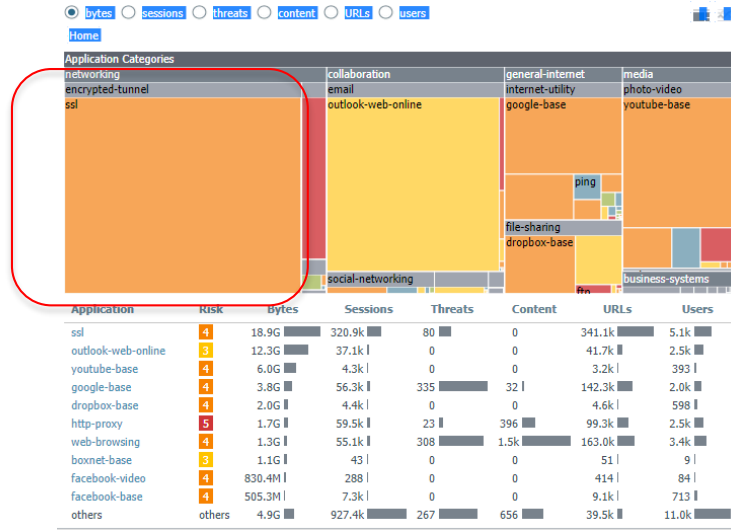 bytes sessions threats content URLs users
Home
Application Categories
networking collaboration general-internet media
encrypted-tunnel email internet-utility photo-video
ssl outlook-web-online google-base youtube-base
ping
file-sharing
dropbox-base
social-networking business-systems
ftp
Application Risk Bytes Sessions Threats Content URLs Users
ssl 4 18.9G 320.9k 80 0 341.1k 5.1k
outlook-web-online 3 12.3G 37.1k 0 0 41.7k 2.5k
youtube-base 4 6.0G 4.3k 0 0 3.2k 393
google-base 4 3.8G 56.3k 335 32 142.3k 2.0k
dropbox-base 4 2.0G 4.4k 0 0 4.6k 598
http-proxy 5 1.7G 59.5k 23 396 99.3k 2.5k
web-browsing 4 1.3G 55.1k 308 1.5k 163.0k 3.4k
boxnet-base 3 1.1G 43 0 0 51 9
facebook-video 4 830.4M 288 0 0 414 84
facebook-base 4 505.3M 7.3k 0 0 9.1k 713
others others 4.9G 927.4k 267 656 39.5k 11.0k